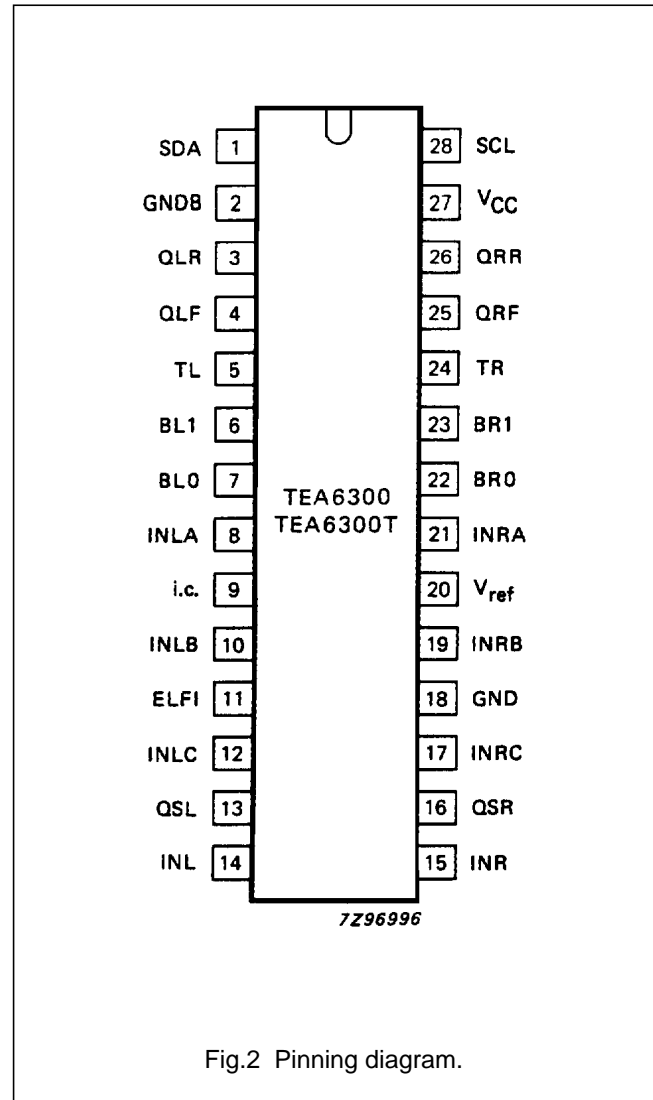 SDA 1 28 SCL
GNDB 2 27 VCC
QLR 3 26 QRR
QLF 4 25 QRF
TL 5 24 TR
BL1 6 23 BR1
BL0 7 22 BR0
TEA6300
TEA6300T
INLA 8 21 INRA
i.c. 9 20 Vref
INLB 10 19 INRB
ELFI 11 18 GND
INLC 12 17 INRC
QSL 13 16 QSR
INL 14 15 INR
7Z96996
Fig.2 Pinning diagram.